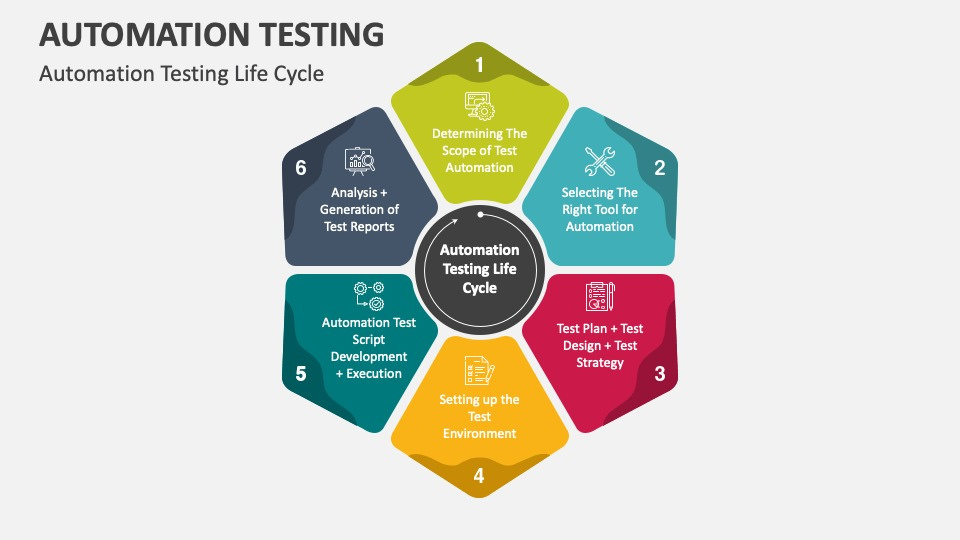 AUTOMATION TESTING
Automation Testing Life Cycle
1
Determining The
Scope of Test
Automation
2
Selecting The
Right Tool for
Automation
3
Test Plan + Test
Design + Test
Strategy
4
Setting up the
Test
Environment
5
Automation Test
Script
Development
+ Execution
6
Analysis +
Generation of
Test Reports
Automation
Testing Life
Cycle